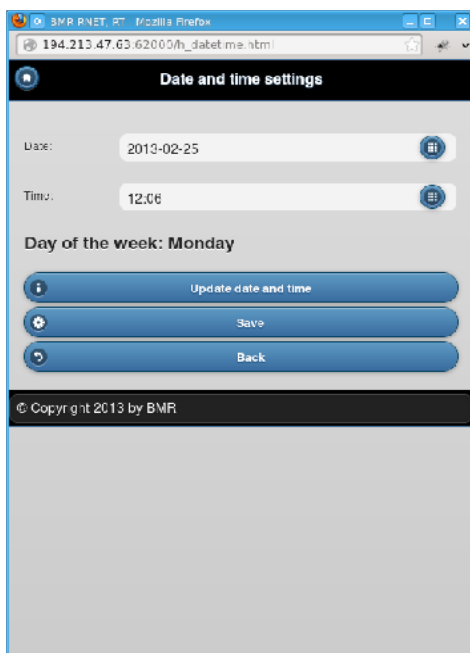 BMR RNET, RT - Mozilla Firefox
194.213.47.63:62000/h_datetime.html
Date and time settings
Date:
2013-02-25
Time:
12:06
Day of the week: Monday
Update date and time
Save
Back
© Copyright 2013 by BMR